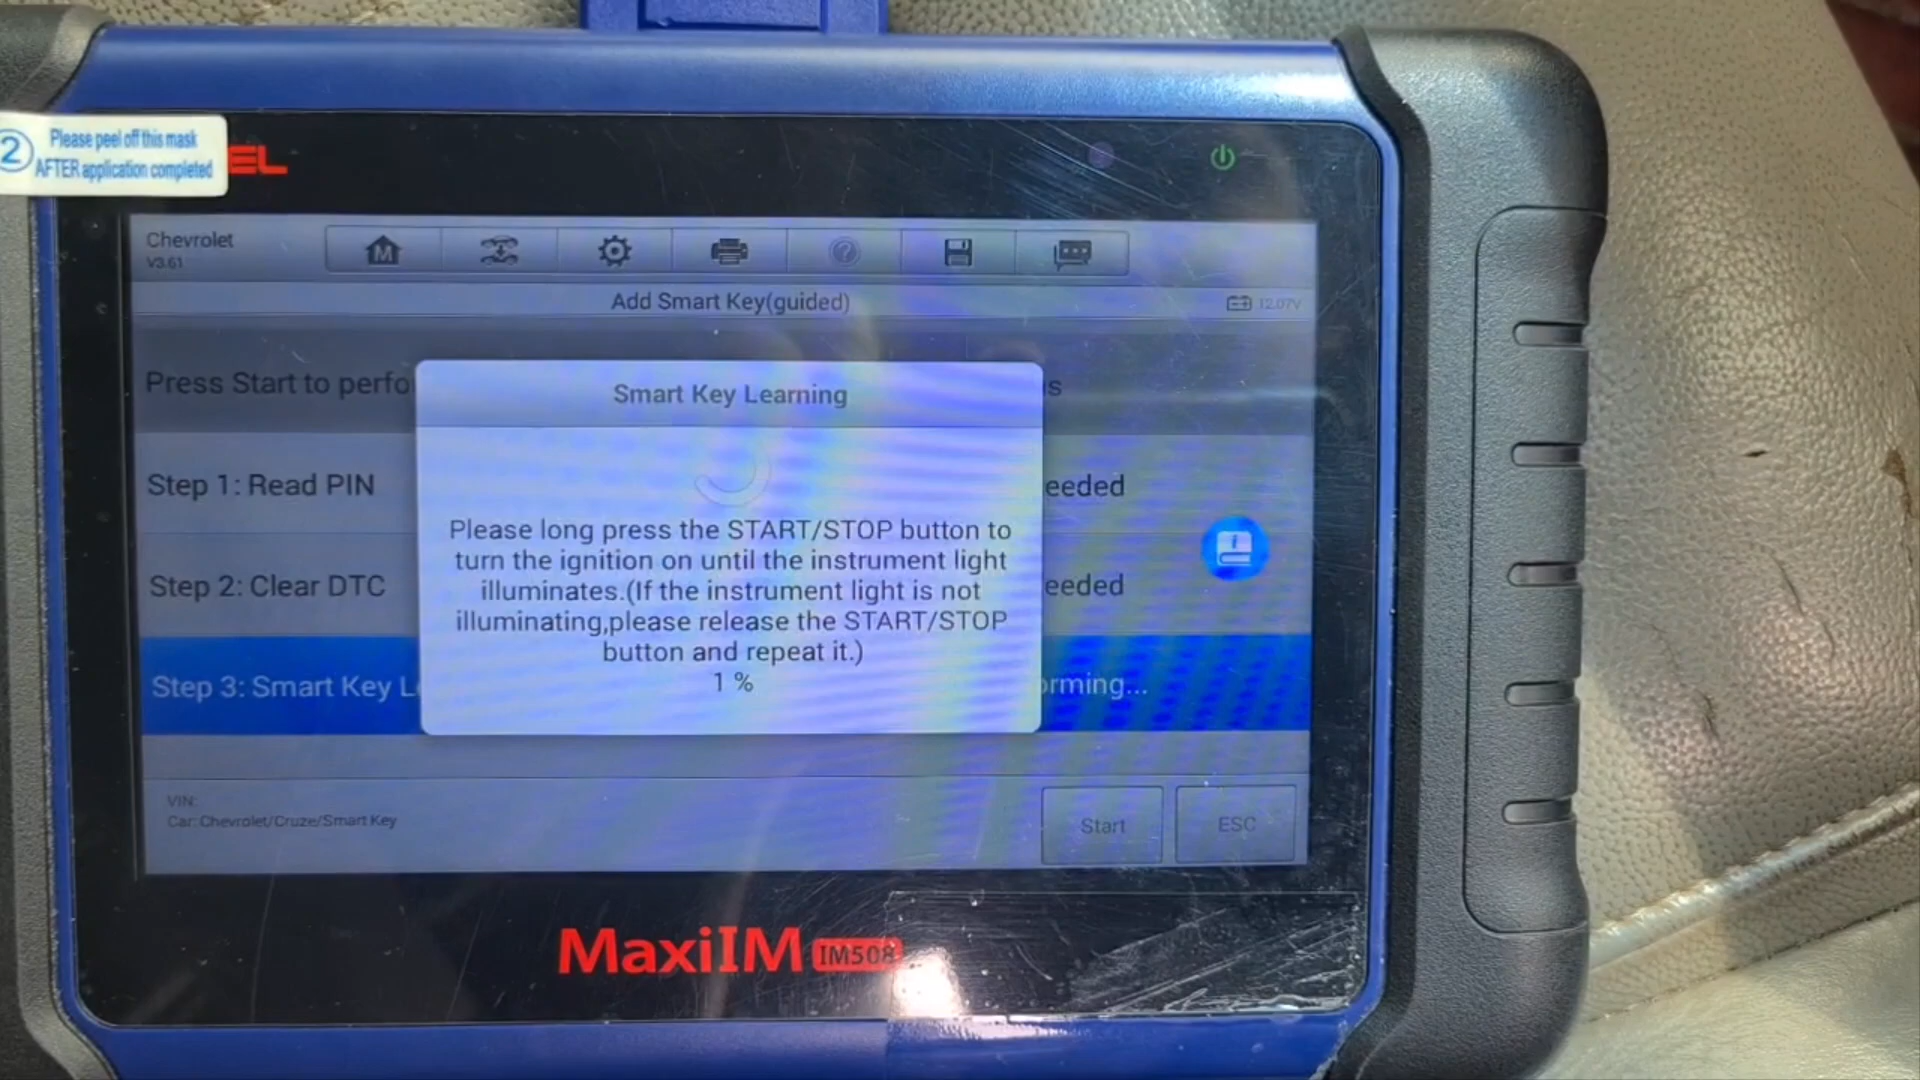 2 Please peel off this mask
AFTER application completed
EL
Chevrolet
V3.61
M
?
Add Smart Key(guided)
12.07V
Press Start to perfo
s
Smart Key Learning
Step 1: Read PIN
eeded
Please long press the START/STOP button to
turn the ignition on until the instrument light
illuminates.(If the instrument light is not
illuminating,please release the START/STOP
button and repeat it.)
1 %
Step 2: Clear DTC
eeded
Step 3: Smart Key Le
orming...
VIN:
Car: Chevrolet/Cruze/Smart Key
Start
ESC
MaxiIM IM508